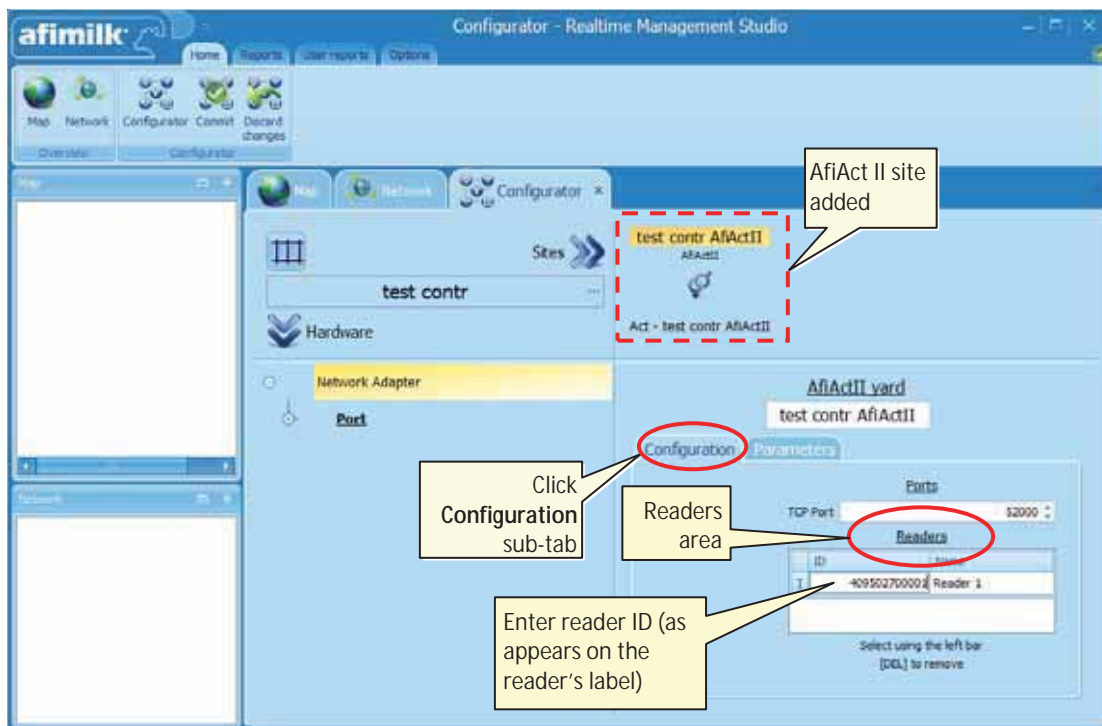 afimilk
Configurator - Realtime Management Studio
Home Reports User reports Options
Map Network Configurator Commit Discard changes
Overview Configurator
Map
Map Network Configurator
AfiAct II site
added
Sites
test contr ...
Hardware
test contr AfiActII
AfiActII
Act - test contr AfiActII
Network Adapter
Port
AfiActII yard
test contr AfiActII
Configuration Parameters
Click
Configuration
sub-tab
Readers
area
Ports
TCP Port 52000
Readers
ID Name
I 409502700001 Reader 1
Enter reader ID (as
appears on the
reader's label)
Select using the left bar
[DEL] to remove
Network